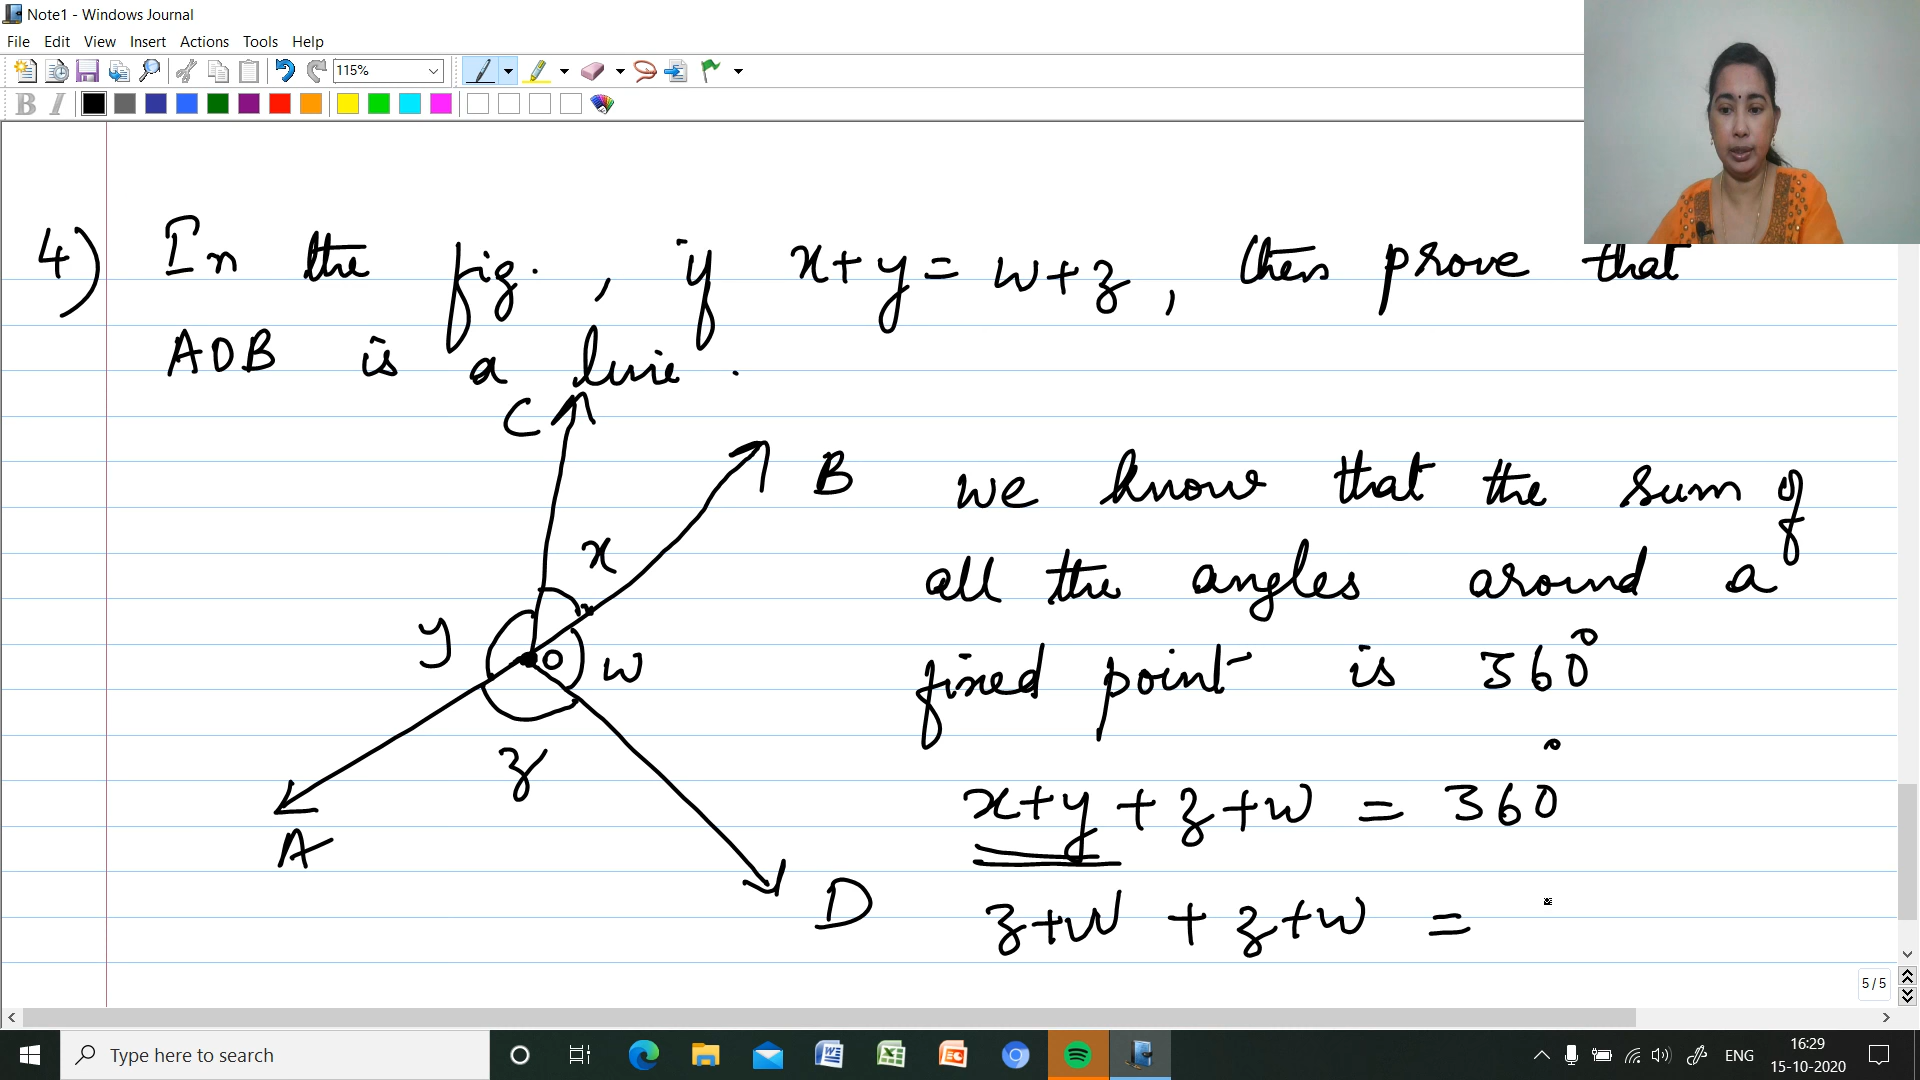 Note1 - Windows Journal
File Edit View Insert Actions Tools Help
115%
B I
4) In the fig. , if x+y = w+z , then prove that
AOB is a line .
C
B
x
y
O
w
z
A
D
we know that the sum of
all the angles around a
fixed point is 360°
x+y + z+w = 360°
z+w + z+w =
5 / 5
Type here to search
ENG
16:29
15-10-2020